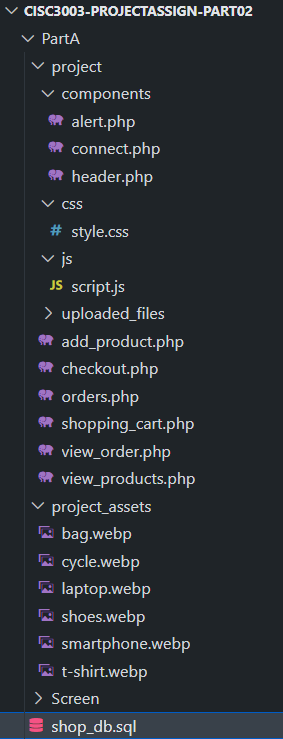 CISC3003-PROJECTASSIGN-PART02
PartA
project
components
alert.php
connect.php
header.php
css
# style.css
js
JS script.js
uploaded_files
add_product.php
checkout.php
orders.php
shopping_cart.php
view_order.php
view_products.php
project_assets
bag.webp
cycle.webp
laptop.webp
shoes.webp
smartphone.webp
t-shirt.webp
Screen
shop_db.sql